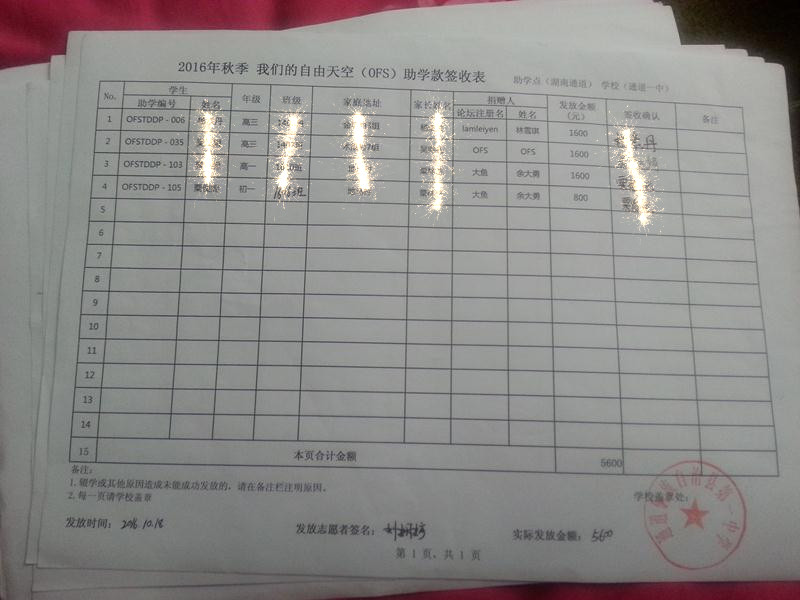 2016年秋季 我们的自由天空（OFS）助学款签收表 助学点（湖南通道） 学校（通道一中）
No. 学生 年级 班级 家庭地址 家长姓名 捐赠人 发放金额（元） 签收确认 备注
助学编号 姓名 论坛注册名 姓名
1 OFSTDDP - 006 高三 Iamleiyen 林雪琪 1600
2 OFSTDDP - 035 高三 OFS OFS 1600
3 OFSTDDP - 103 高一 大鱼 余大勇 1600
4 OFSTDDP - 105 初一 大鱼 余大勇 800
5
6
7
8
9
10
11
12
13
14
15 本页合计金额 5600
备注:
1.辍学或其他原因造成未能成功发放的，请在备注栏注明原因。
2.每一页请学校盖章
学校盖章处:
发放时间: 2016.10.18 发放志愿者签名: 实际发放金额: 5600
第 1 页，共 1 页